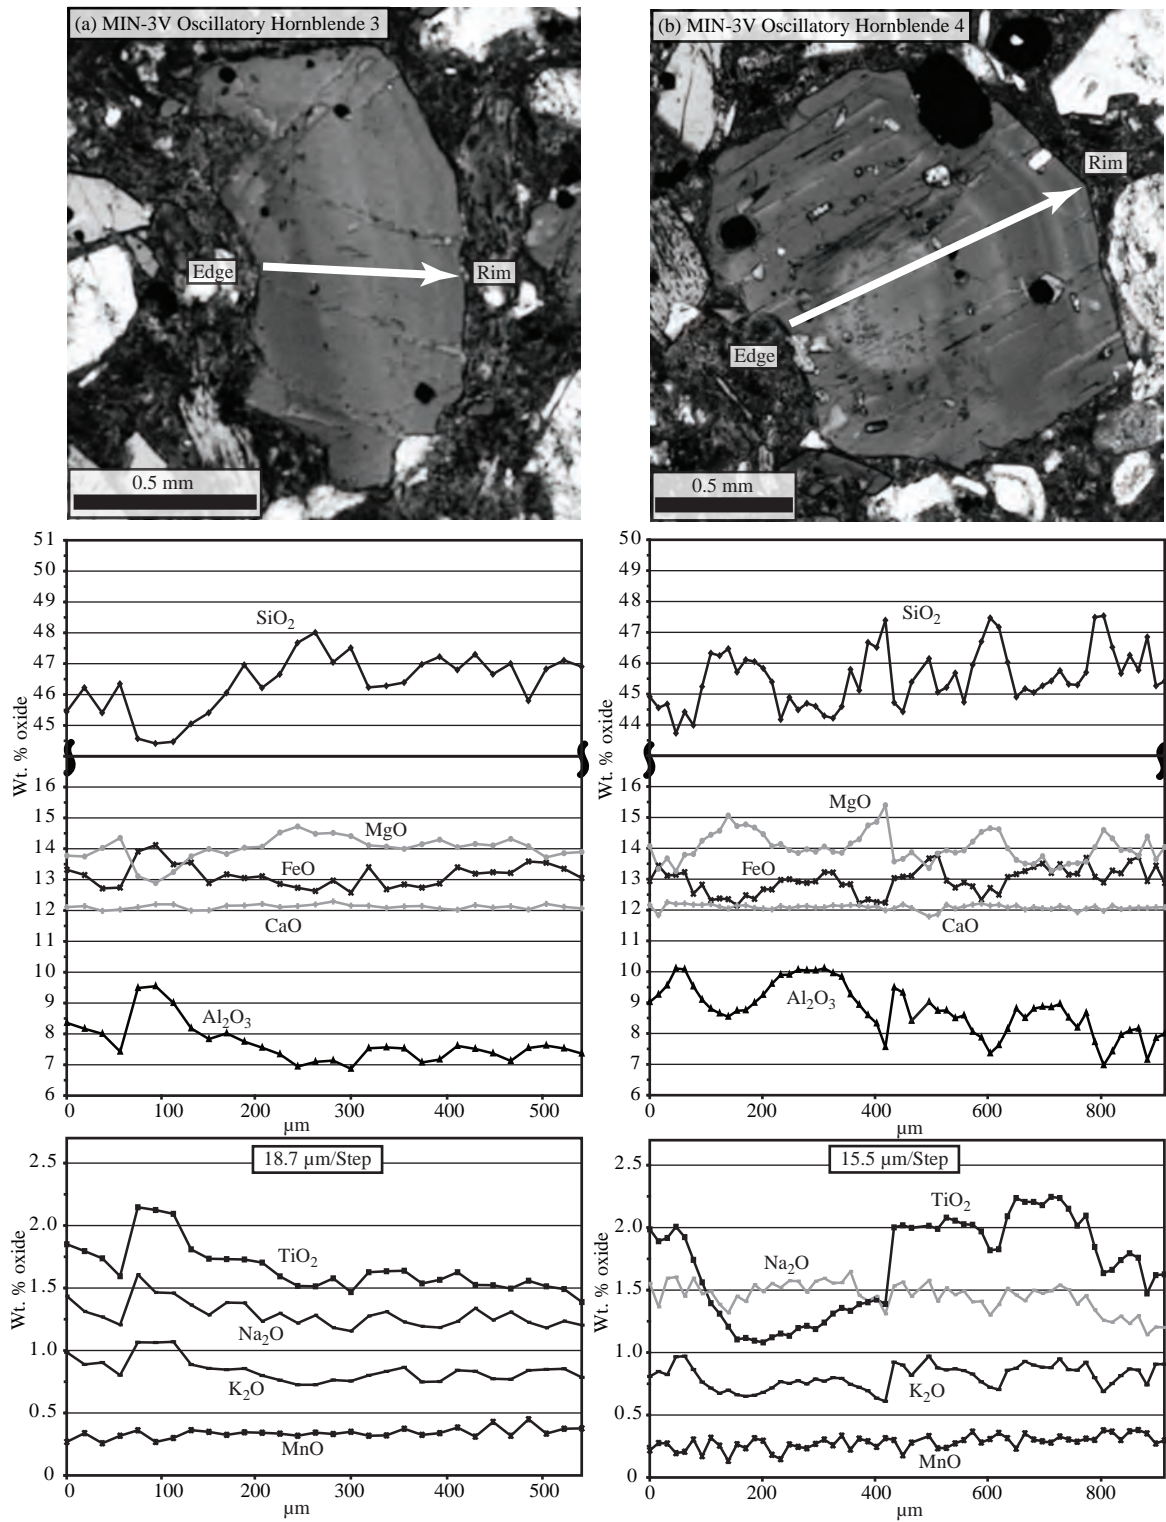 (a) MIN-3V Oscillatory Hornblende 3
Edge
Rim
0.5 mm
(b) MIN-3V Oscillatory Hornblende 4
Rim
Edge
0.5 mm
51
50
49
48
47
46
45
16
15
14
13
12
11
10
9
8
7
6
Wt. % oxide
SiO2
MgO
FeO
CaO
Al2O3
0
100
200
300
400
500
µm
50
49
48
47
46
45
44
16
15
14
13
12
11
10
9
8
7
6
Wt. % oxide
SiO2
MgO
FeO
CaO
Al2O3
0
200
400
600
800
µm
18.7 µm/Step
2.5
2.0
1.5
1.0
0.5
0
Wt. % oxide
TiO2
Na2O
K2O
MnO
0
100
200
300
400
500
µm
15.5 µm/Step
2.5
2.0
1.5
1.0
0.5
0
Wt. % oxide
TiO2
Na2O
K2O
MnO
0
200
400
600
800
µm